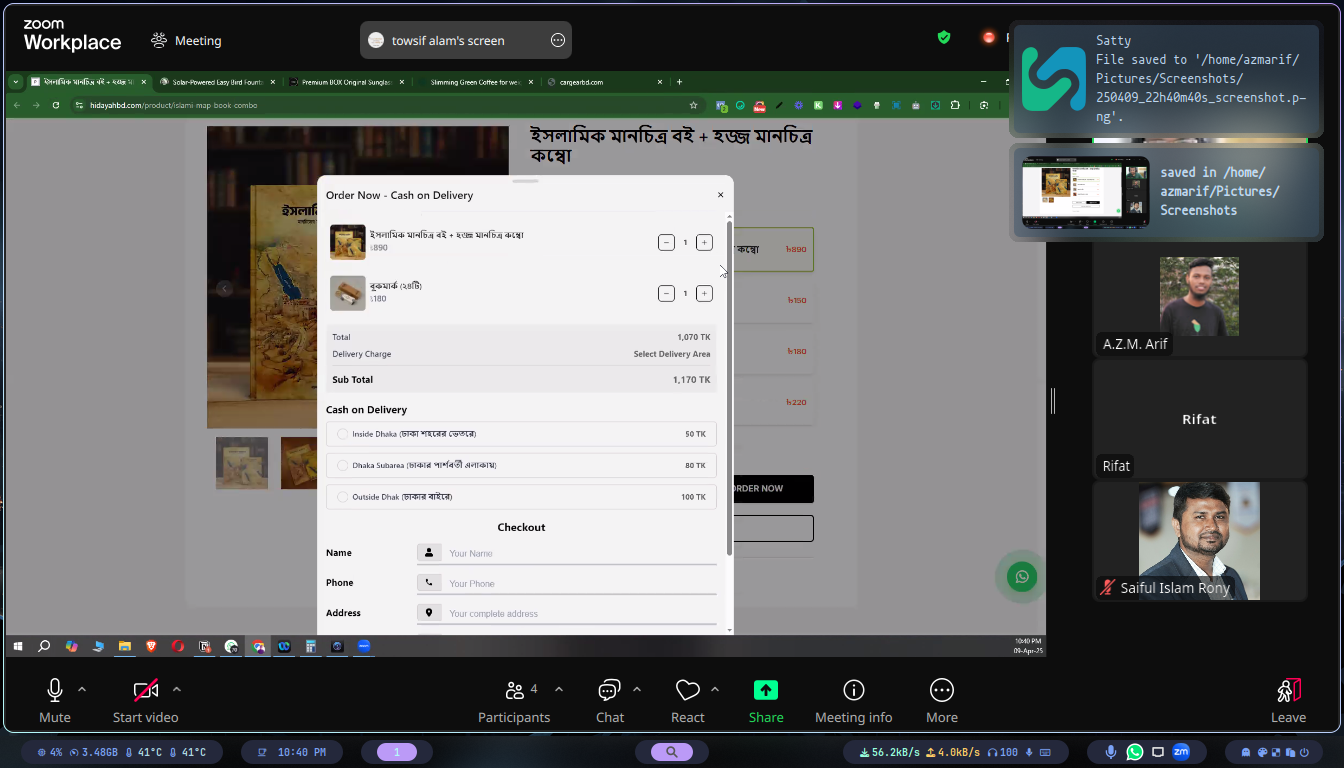 zoom
Workplace
Meeting
towsif alam's screen
Satty
File saved to '/home/azmarif/
Pictures/Screenshots/
250409_22h40m40s_screenshot.p-
ng'.
saved in /home/
azmarif/Pictures/
Screenshots
ইসলামিক মানচিত্র বই + হজ্জ মা
Solar-Powered Easy Bird Fount
Premium BOX Original Sunglas
Slimming Green Coffee for we
cargearbd.com
hidayahbd.com/product/islami-map-book-combo
New
ইসলামিক মানচিত্র বই + হজ্জ মানচিত্র
কম্বো
Order Now - Cash on Delivery
ইসলামিক মানচিত্র বই + হজ্জ মানচিত্র কম্বো
৳890
1
বুকমার্ক (২৪টি)
৳180
1
Total
1,070 TK
Delivery Charge
Select Delivery Area
Sub Total
1,170 TK
Cash on Delivery
Inside Dhaka (ঢাকা শহরের ভেতরে)
50 TK
Dhaka Subarea (ঢাকার পার্শবর্তী এলাকায়)
80 TK
Outside Dhak (ঢাকার বাইরে)
100 TK
Checkout
Name
Your Name
Phone
Your Phone
Address
Your complete address
কম্বো
৳890
৳150
৳180
৳220
ORDER NOW
A.Z.M. Arif
Rifat
Rifat
Saiful Islam Rony
10:40 PM
09-Apr-25
Mute
Start video
4
Participants
Chat
React
Share
Meeting info
More
Leave
4%
3.48GB
41°C
41°C
10:40 PM
1
56.2kB/s
4.0kB/s
100
zm